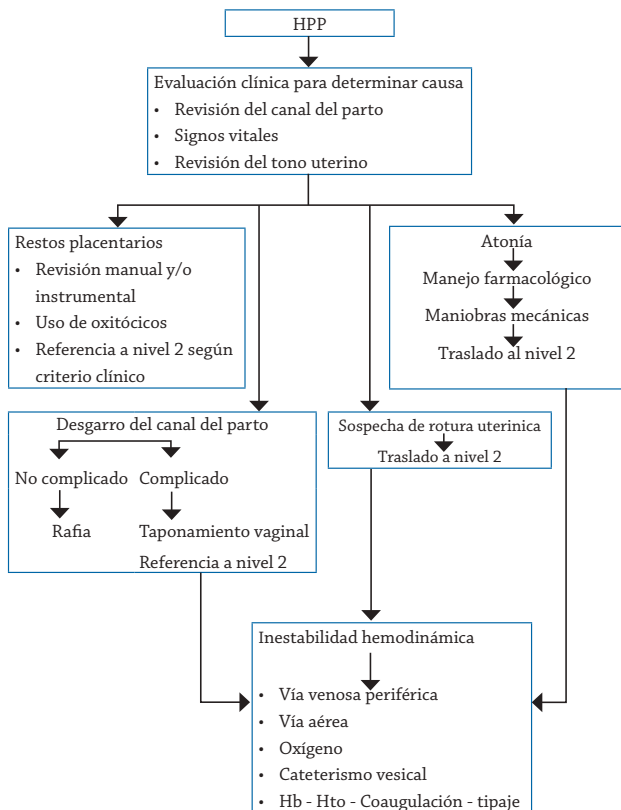 HPP
Evaluación clínica para determinar causa
• Revisión del canal del parto
• Signos vitales
• Revisión del tono uterino
Restos placentarios
• Revisión manual y/o
instrumental
• Uso de oxitócicos
• Referencia a nivel 2 según
criterio clínico
Atonía
Manejo farmacológico
Maniobras mecánicas
Traslado al nivel 2
Desgarro del canal del parto
No complicado Complicado
Rafia Taponamiento vaginal
Referencia a nivel 2
Sospecha de rotura uterinica
Traslado a nivel 2
Inestabilidad hemodinámica
• Vía venosa periférica
• Vía aérea
• Oxígeno
• Cateterismo vesical
• Hb - Hto - Coaugulación - tipaje